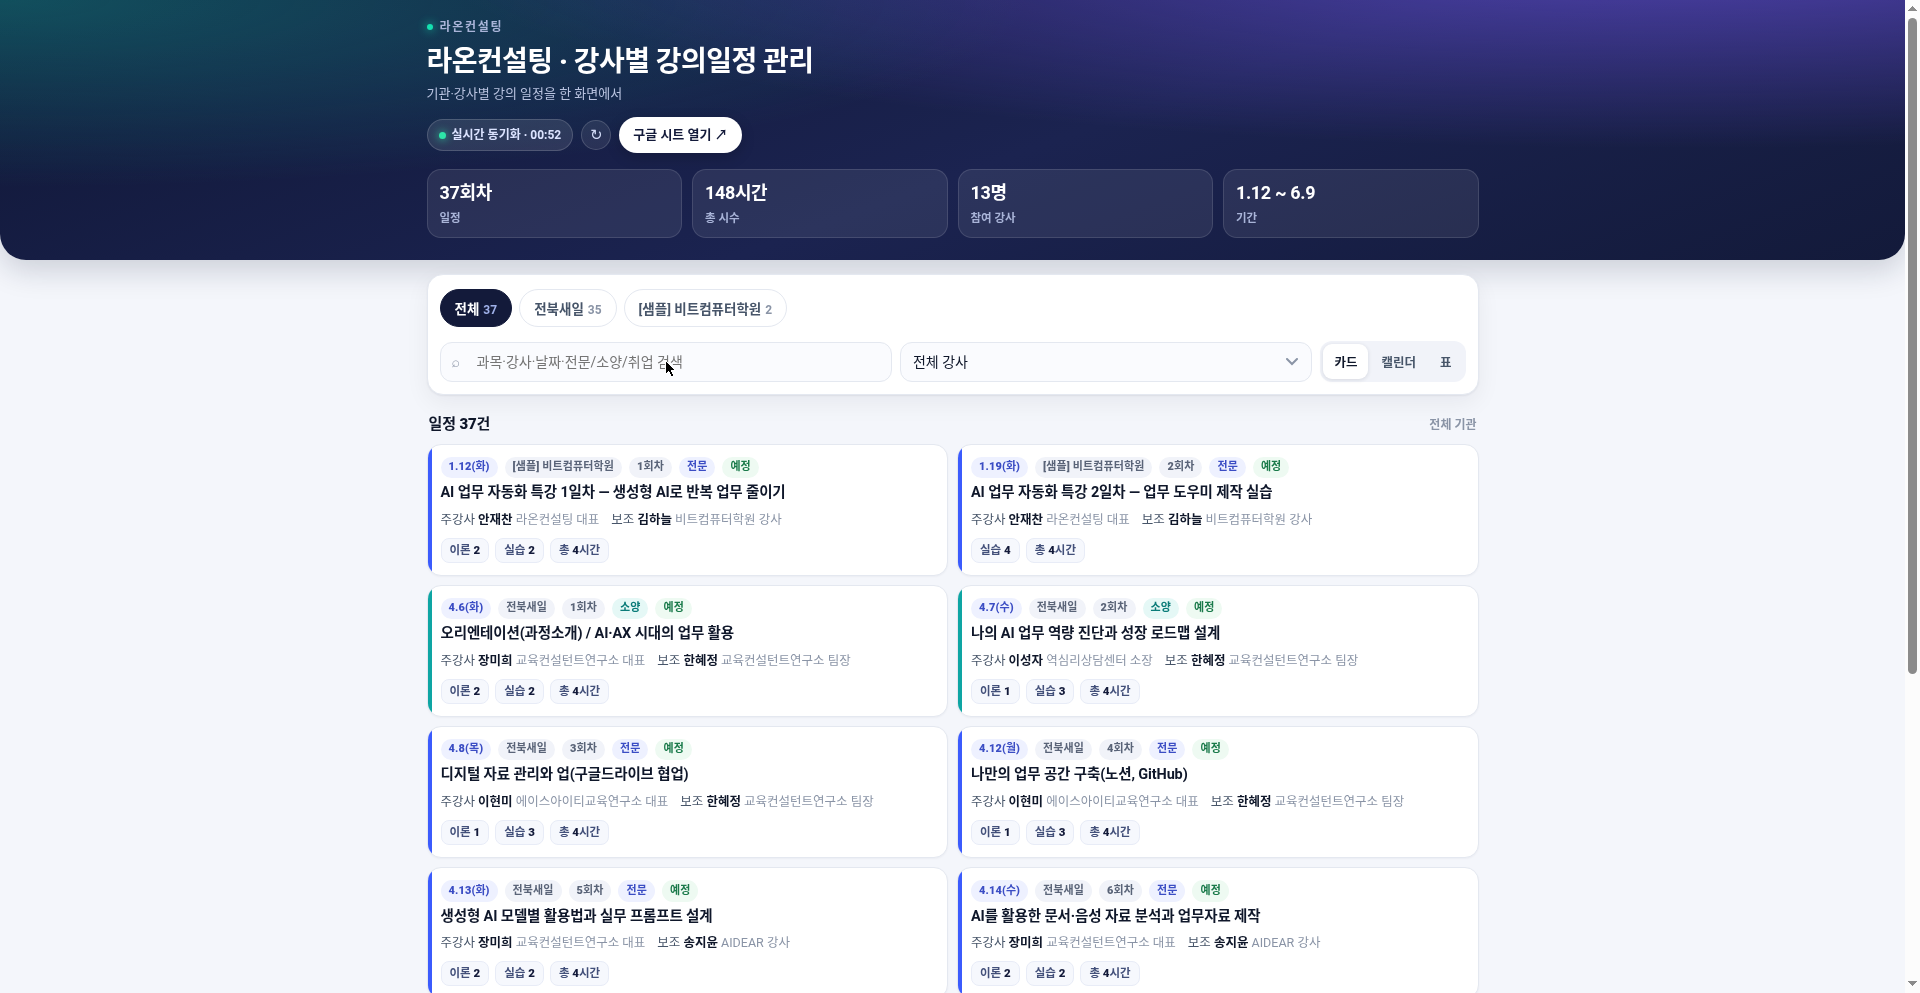 라온컨설팅
라온컨설팅 · 강사별 강의일정 관리
기관·강사별 강의 일정을 한 화면에서
실시간 동기화 · 00:52 ↻ 구글 시트 열기 ↗
37회차 148시간 13명 1.12 ~ 6.9
일정 총 시수 참여 강사 기간
전체 37 전북새일 35 [샘플] 비트컴퓨터학원 2
과목·강사·날짜·전문/소양/취업 검색 전체 강사 카드 캘린더 표
일정 37건 전체 기관
1.12(화) [샘플] 비트컴퓨터학원 1회차 전문 예정
AI 업무 자동화 특강 1일차 — 생성형 AI로 반복 업무 줄이기
주강사 안재찬 라온컨설팅 대표 보조 김하늘 비트컴퓨터학원 강사
이론 2 실습 2 총 4시간
1.19(화) [샘플] 비트컴퓨터학원 2회차 전문 예정
AI 업무 자동화 특강 2일차 — 업무 도우미 제작 실습
주강사 안재찬 라온컨설팅 대표 보조 김하늘 비트컴퓨터학원 강사
실습 4 총 4시간
4.6(화) 전북새일 1회차 소양 예정
오리엔테이션(과정소개) / AI·AX 시대의 업무 활용
주강사 장미희 교육컨설턴트연구소 대표 보조 한혜정 교육컨설턴트연구소 팀장
이론 2 실습 2 총 4시간
4.7(수) 전북새일 2회차 소양 예정
나의 AI 업무 역량 진단과 성장 로드맵 설계
주강사 이성자 역심리상담센터 소장 보조 한혜정 교육컨설턴트연구소 팀장
이론 1 실습 3 총 4시간
4.8(목) 전북새일 3회차 전문 예정
디지털 자료 관리와 업(구글드라이브 협업)
주강사 이현미 에이스아이티교육연구소 대표 보조 한혜정 교육컨설턴트연구소 팀장
이론 1 실습 3 총 4시간
4.12(월) 전북새일 4회차 전문 예정
나만의 업무 공간 구축(노션, GitHub)
주강사 이현미 에이스아이티교육연구소 대표 보조 한혜정 교육컨설턴트연구소 팀장
이론 1 실습 3 총 4시간
4.13(화) 전북새일 5회차 전문 예정
생성형 AI 모델별 활용법과 실무 프롬프트 설계
주강사 장미희 교육컨설턴트연구소 대표 보조 송지윤 AIDEAR 강사
이론 2 실습 2 총 4시간
4.14(수) 전북새일 6회차 전문 예정
AI를 활용한 문서·음성 자료 분석과 업무자료 제작
주강사 장미희 교육컨설턴트연구소 대표 보조 송지윤 AIDEAR 강사
이론 2 실습 2 총 4시간